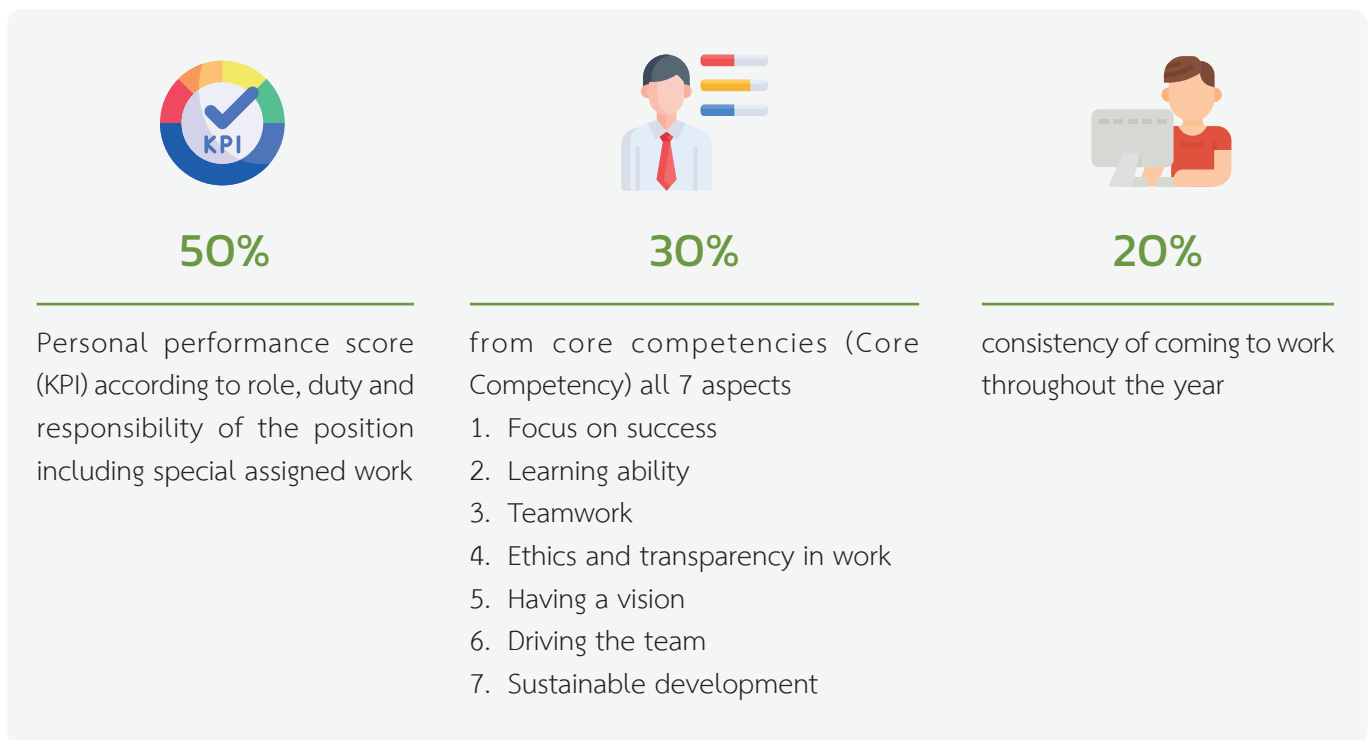 KPI
50%
Personal performance score
(KPI) according to role, duty and
responsibility of the position
including special assigned work
30%
from core competencies (Core
Competency) all 7 aspects
1. Focus on success
2. Learning ability
3. Teamwork
4. Ethics and transparency in work
5. Having a vision
6. Driving the team
7. Sustainable development
20%
consistency of coming to work
throughout the year